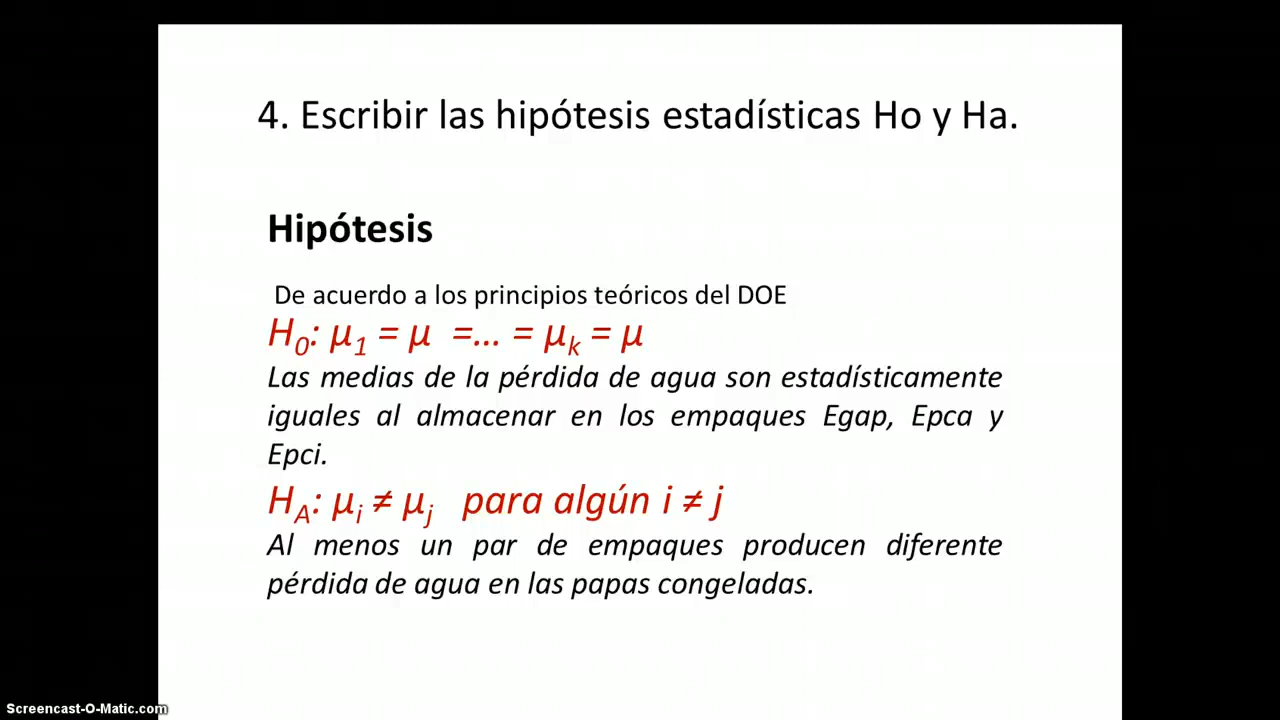 4. Escribir las hipótesis estadísticas Ho y Ha.
Hipótesis
De acuerdo a los principios teóricos del DOE
H₀: μ₁ = μ =... = μₖ = μ
Las medias de la pérdida de agua son estadísticamente
iguales al almacenar en los empaques Egap, Epca y
Epci.
H_A: μᵢ ≠ μⱼ para algún i ≠ j
Al menos un par de empaques producen diferente
pérdida de agua en las papas congeladas.
Screencast-O-Matic.com